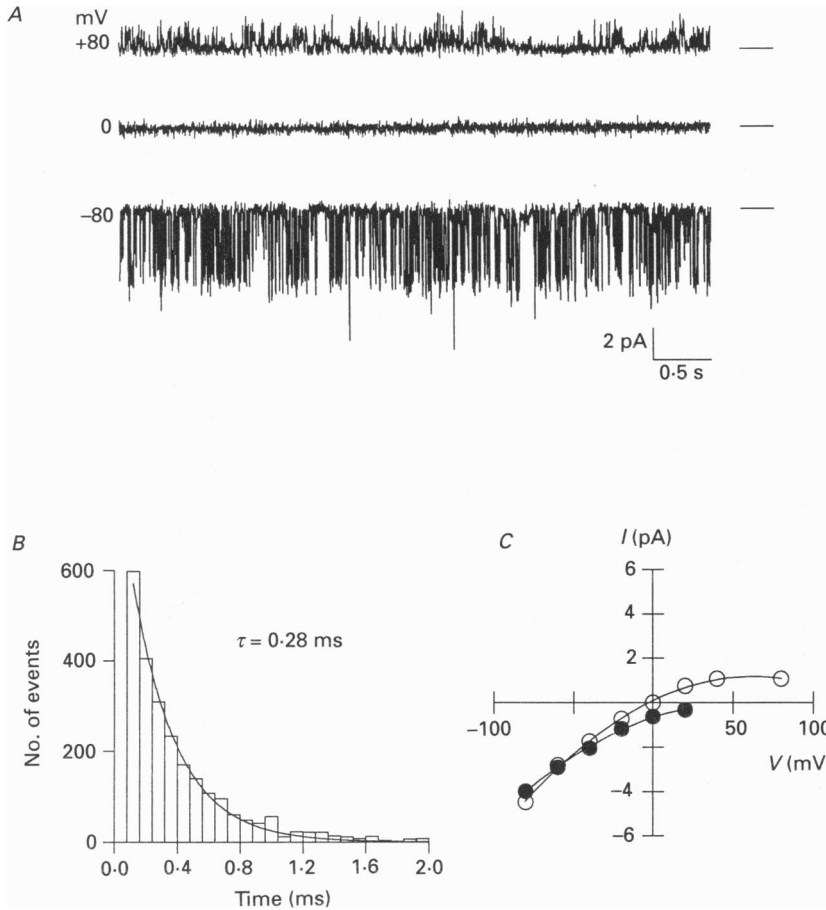 A
mV
+80
0
−80
2 pA
0·5 s
B
600
400
200
0
No. of events
τ = 0·28 ms
0·0 0·4 0·8 1·2 1·6 2·0
Time (ms)
C
I (pA)
6
4
2
−100 50 100
V (mV
−4
−6